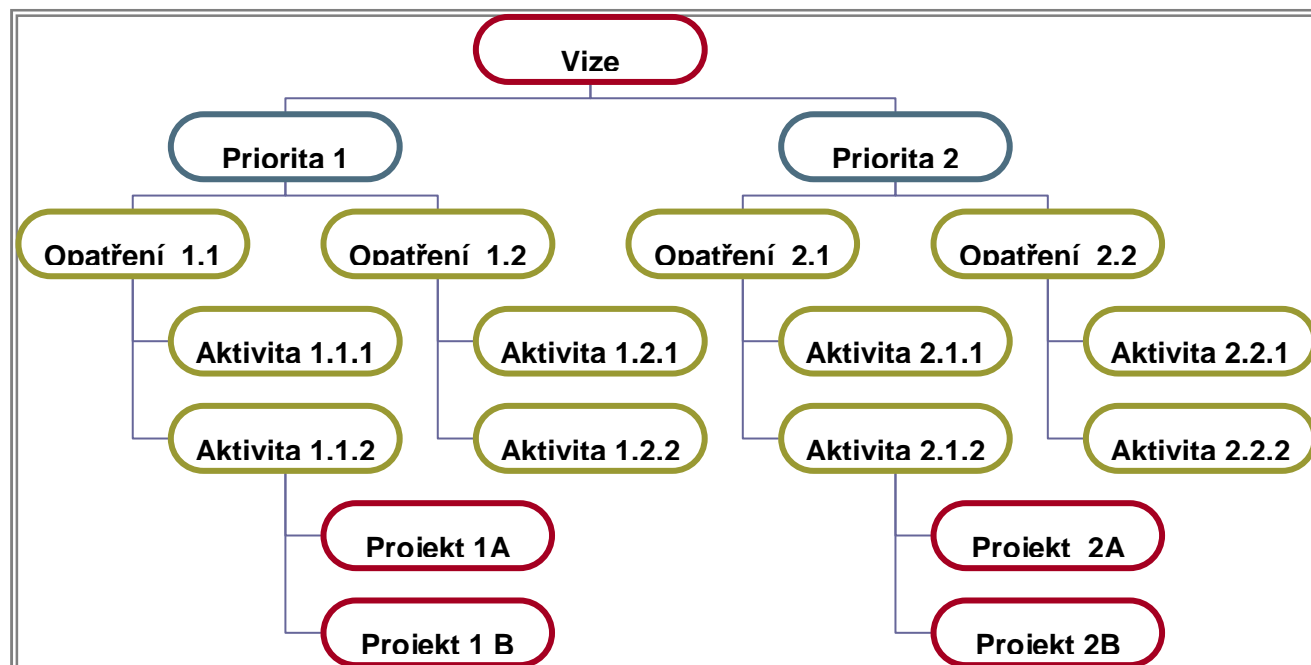 Vize
Priorita 1
Priorita 2
Opatření 1.1
Opatření 1.2
Opatření 2.1
Opatření 2.2
Aktivita 1.1.1
Aktivita 1.2.1
Aktivita 2.1.1
Aktivita 2.2.1
Aktivita 1.1.2
Aktivita 1.2.2
Aktivita 2.1.2
Aktivita 2.2.2
Projekt 1A
Projekt 2A
Projekt 1 B
Projekt 2B